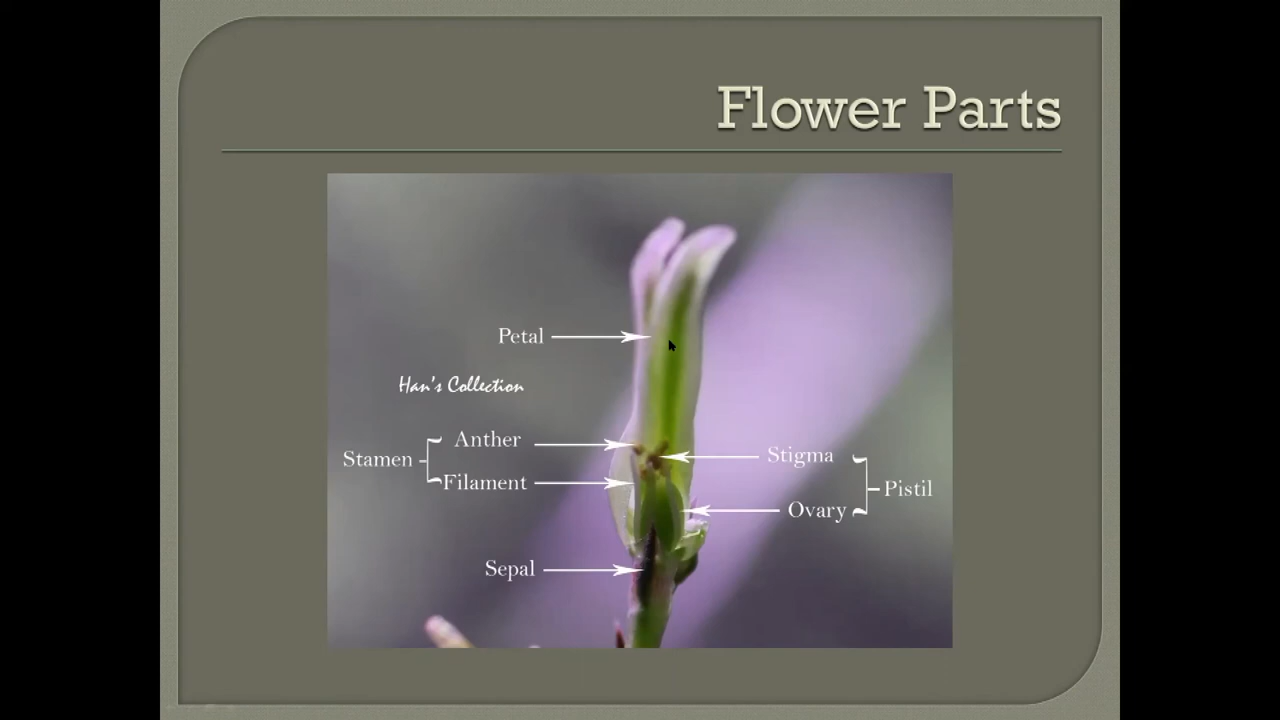 Flower Parts
Petal
Han's Collection
Anther
Stamen
Filament
Stigma
Pistil
Ovary
Sepal